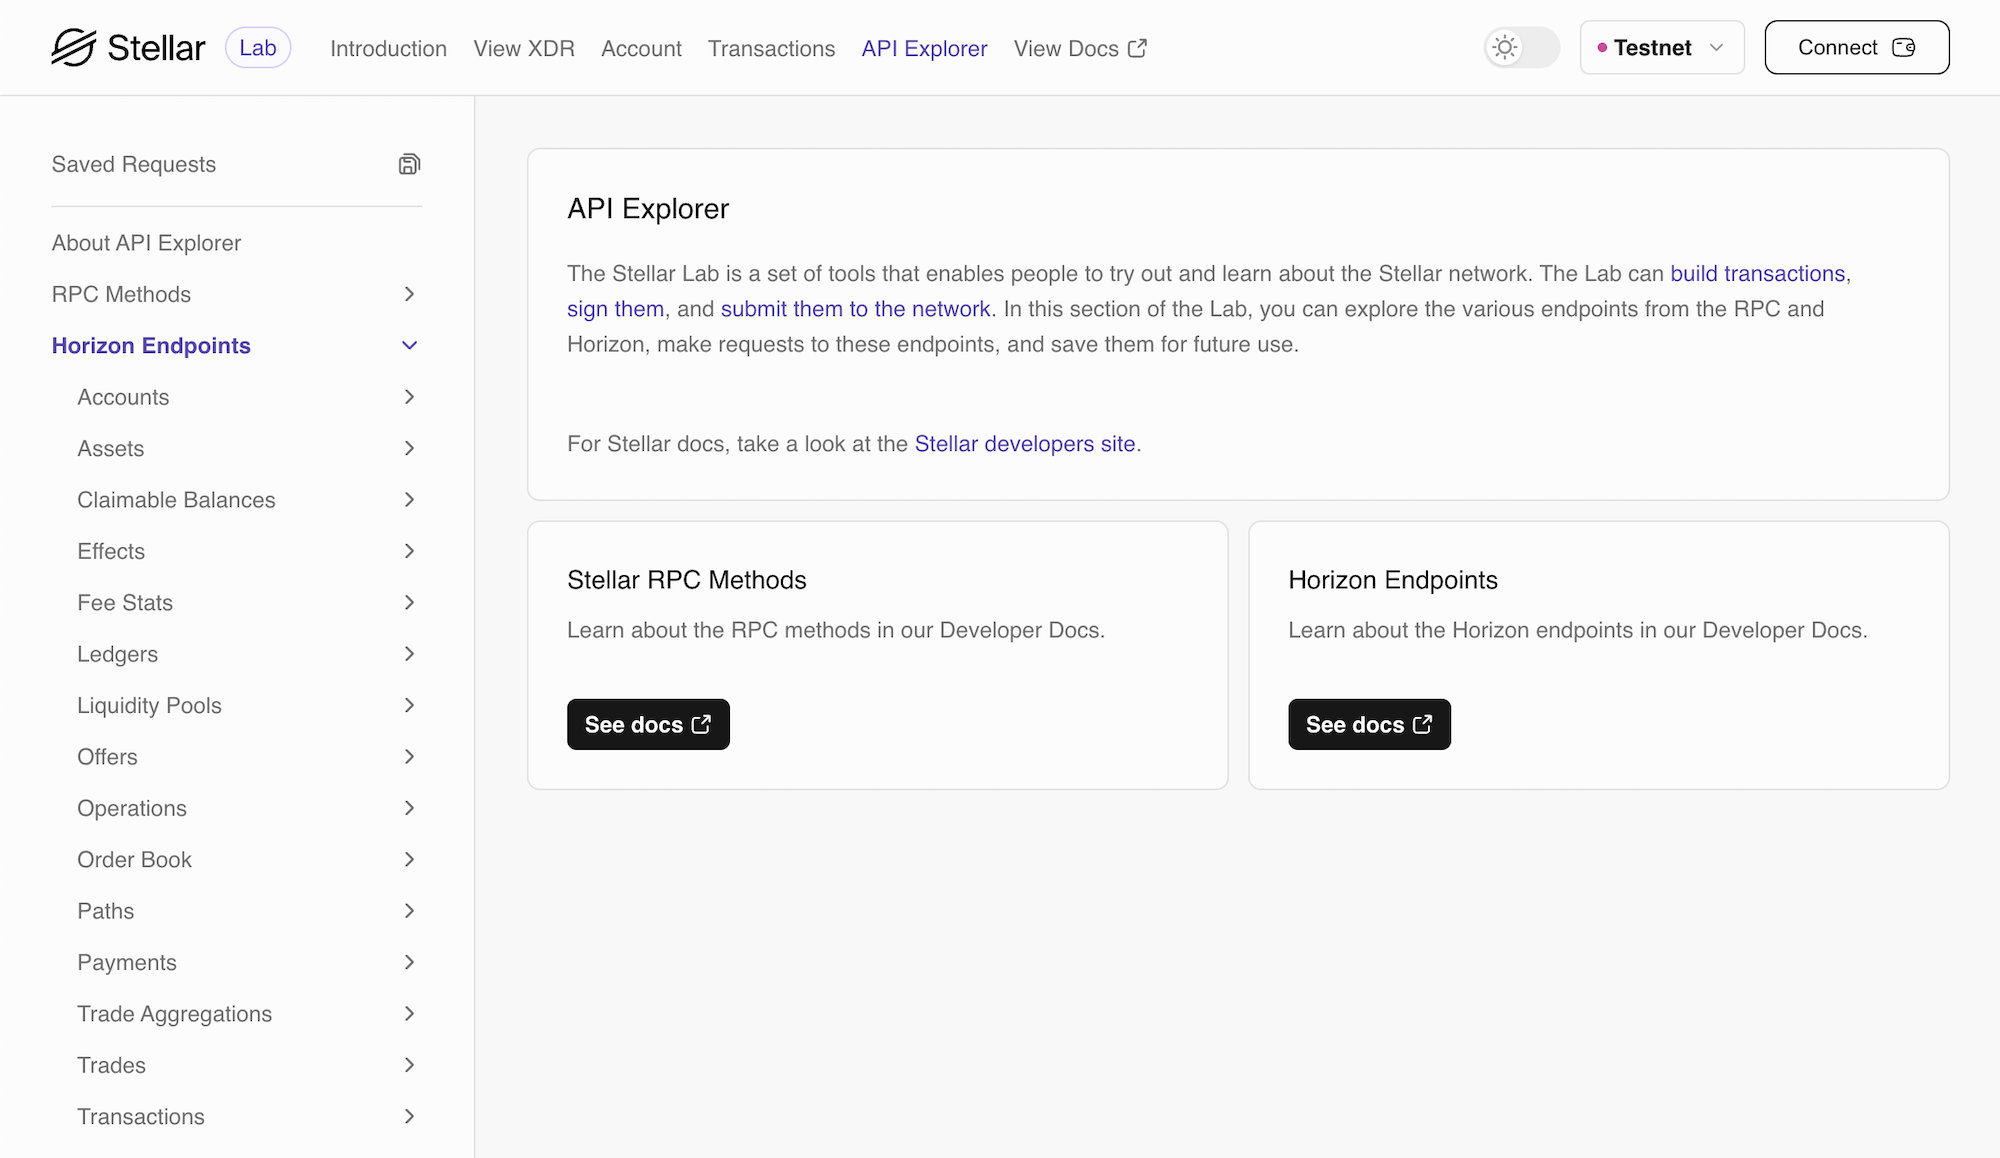 Stellar Lab Introduction View XDR Account Transactions API Explorer View Docs Testnet Connect
Saved Requests
About API Explorer
RPC Methods
Horizon Endpoints
Accounts
Assets
Claimable Balances
Effects
Fee Stats
Ledgers
Liquidity Pools
Offers
Operations
Order Book
Paths
Payments
Trade Aggregations
Trades
Transactions
API Explorer
The Stellar Lab is a set of tools that enables people to try out and learn about the Stellar network. The Lab can build transactions,
sign them, and submit them to the network. In this section of the Lab, you can explore the various endpoints from the RPC and
Horizon, make requests to these endpoints, and save them for future use.
For Stellar docs, take a look at the Stellar developers site.
Stellar RPC Methods
Learn about the RPC methods in our Developer Docs.
See docs
Horizon Endpoints
Learn about the Horizon endpoints in our Developer Docs.
See docs